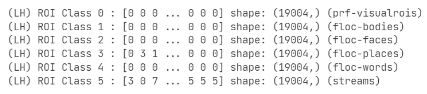 (LH) ROI Class 0 : [0 0 0 ... 0 0 0] shape: (19004,) (prf-visualrois)
(LH) ROI Class 1 : [0 0 0 ... 0 0 0] shape: (19004,) (floc-bodies)
(LH) ROI Class 2 : [0 0 0 ... 0 0 0] shape: (19004,) (floc-faces)
(LH) ROI Class 3 : [0 3 1 ... 0 0 0] shape: (19004,) (floc-places)
(LH) ROI Class 4 : [0 0 0 ... 0 0 0] shape: (19004,) (floc-words)
(LH) ROI Class 5 : [3 0 7 ... 5 5 5] shape: (19004,) (streams)